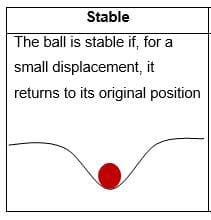 Stable
The ball is stable if, for a
small displacement, it
returns to its original position